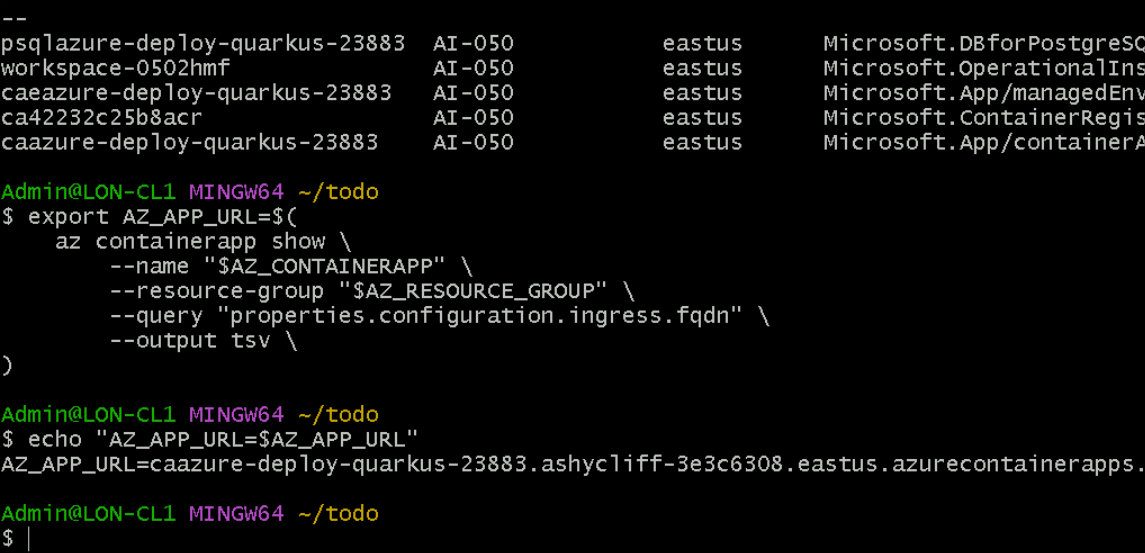 --
psqlazure-deploy-quarkus-23883  AI-050           eastus      Microsoft.DBforPostgreSQ
workspace-0502hmf               AI-050           eastus      Microsoft.OperationalIns
caeazure-deploy-quarkus-23883   AI-050           eastus      Microsoft.App/managedEnv
ca42232c25b8acr                 AI-050           eastus      Microsoft.ContainerRegis
caazure-deploy-quarkus-23883    AI-050           eastus      Microsoft.App/containerA
Admin@LON-CL1 MINGW64 ~/todo
$ export AZ_APP_URL=$(
    az containerapp show \
        --name "$AZ_CONTAINERAPP" \
        --resource-group "$AZ_RESOURCE_GROUP" \
        --query "properties.configuration.ingress.fqdn" \
        --output tsv \
)
Admin@LON-CL1 MINGW64 ~/todo
$ echo "AZ_APP_URL=$AZ_APP_URL"
AZ_APP_URL=caazure-deploy-quarkus-23883.ashycliff-3e3c6308.eastus.azurecontainerapps.
Admin@LON-CL1 MINGW64 ~/todo
$